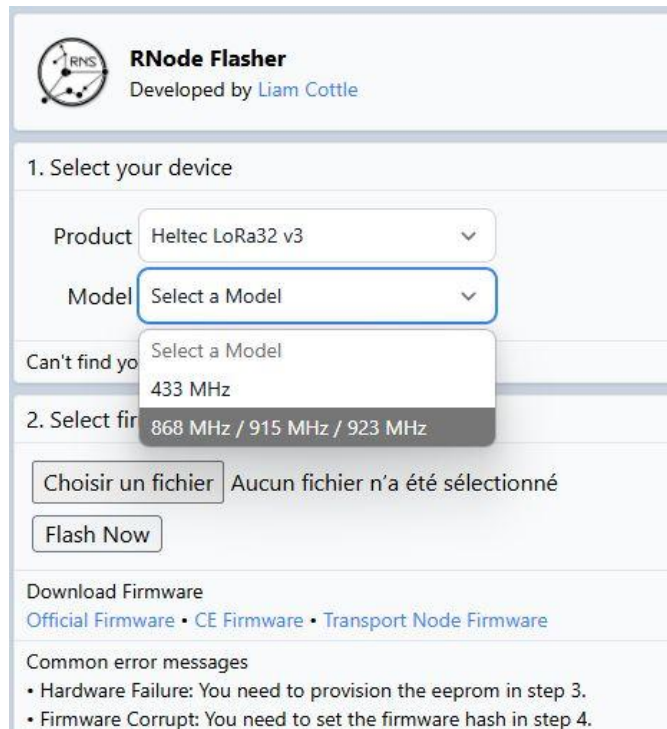 RNS
RNode Flasher
Developed by Liam Cottle
1. Select your device
Product Heltec LoRa32 v3
Model Select a Model
Select a Model
Can't find yo
433 MHz
2. Select fir
868 MHz / 915 MHz / 923 MHz
Choisir un fichier Aucun fichier n'a été sélectionné
Flash Now
Download Firmware
Official Firmware • CE Firmware • Transport Node Firmware
Common error messages
• Hardware Failure: You need to provision the eeprom in step 3.
• Firmware Corrupt: You need to set the firmware hash in step 4.